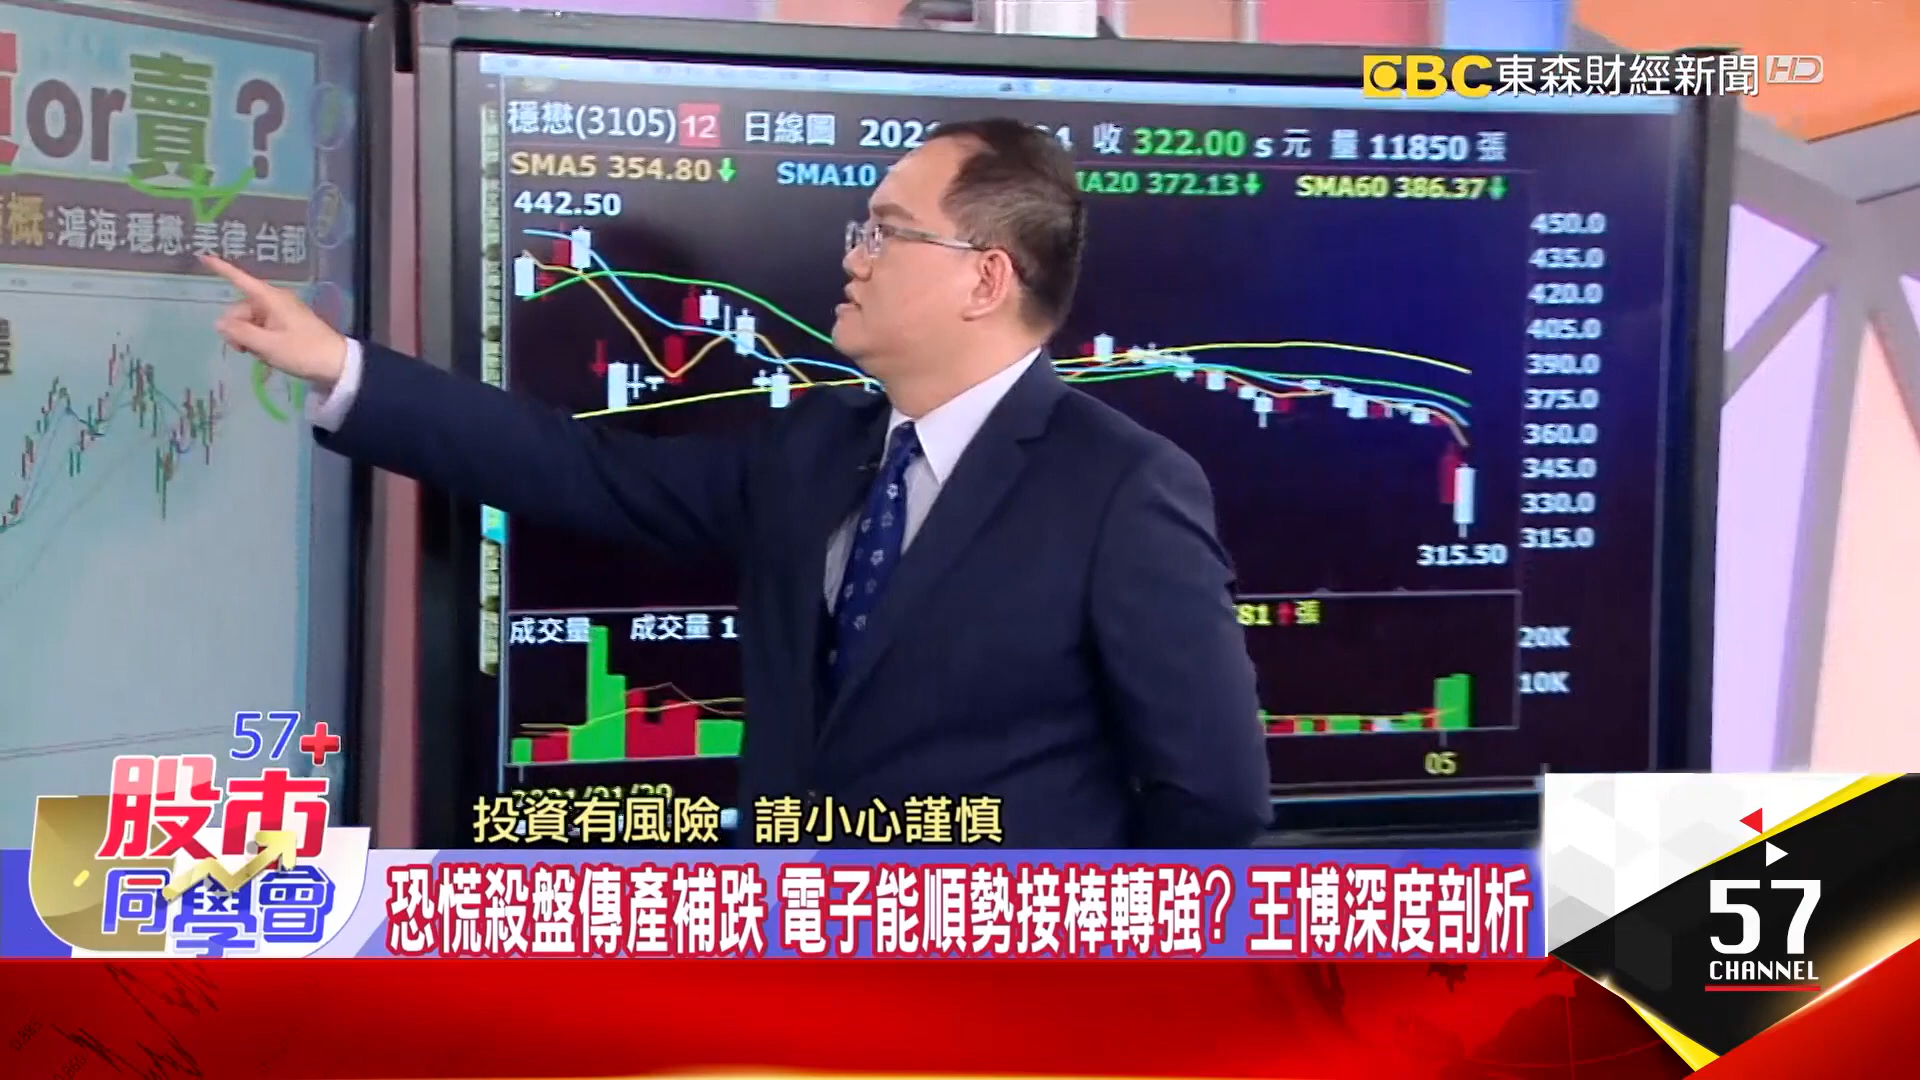 EBC 東森財經新聞 HD
or賣?
概:鴻海.穩懋.美律.台郡
穩懋(3105) 12 日線圖 收 322.00 s 元 量 11850 張
SMA5 354.80↓ SMA10 MA20 372.13↓ SMA60 386.37↓
442.50
450.0
435.0
420.0
405.0
390.0
375.0
360.0
345.0
330.0
315.0
315.50
成交量 成交量 1 81↑張
20K
10K
05
投資有風險 請小心謹慎
57+
股市
同學會
恐慌殺盤傳產補跌 電子能順勢接棒轉強? 王博深度剖析
57
CHANNEL